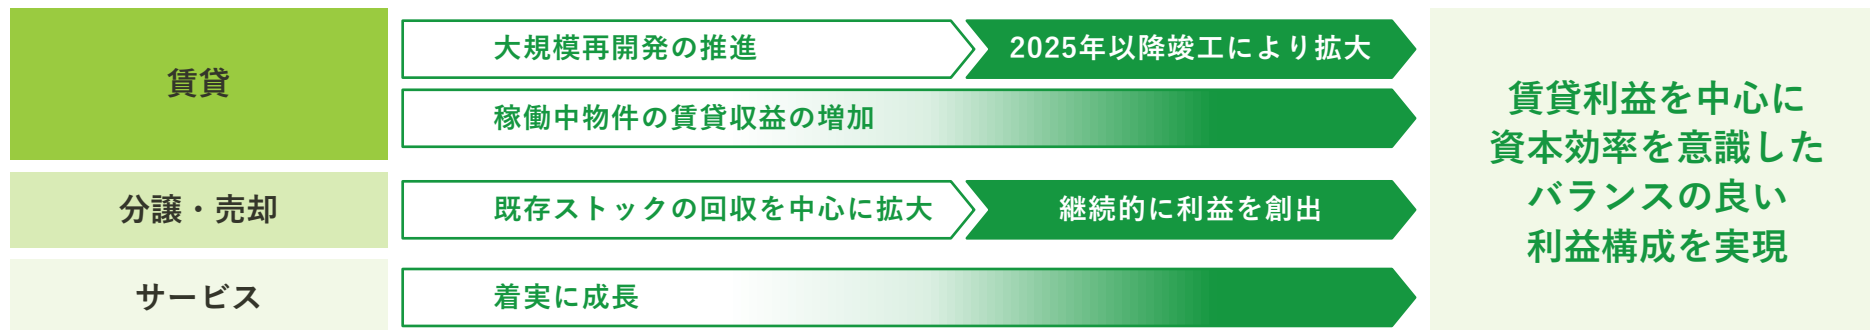 賃貸
大規模再開発の推進
2025年以降竣工により拡大
稼働中物件の賃貸収益の増加
分譲・売却
既存ストックの回収を中心に拡大
継続的に利益を創出
サービス
着実に成長
賃貸利益を中心に
資本効率を意識した
バランスの良い
利益構成を実現